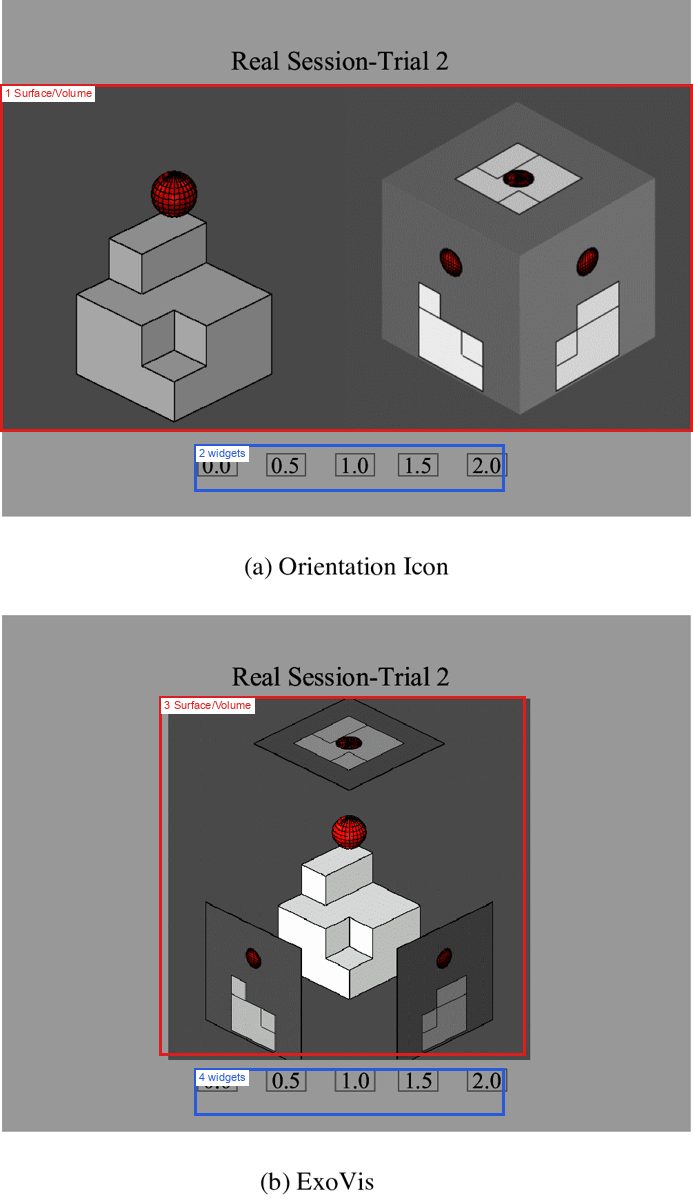 Real Session-Trial 2
1 Surface/Volume
2 widgets
0.0 0.5 1.0 1.5 2.0
(a) Orientation Icon
Real Session-Trial 2
3 Surface/Volume
4 widgets
0.5 1.0 1.5 2.0
(b) ExoVis